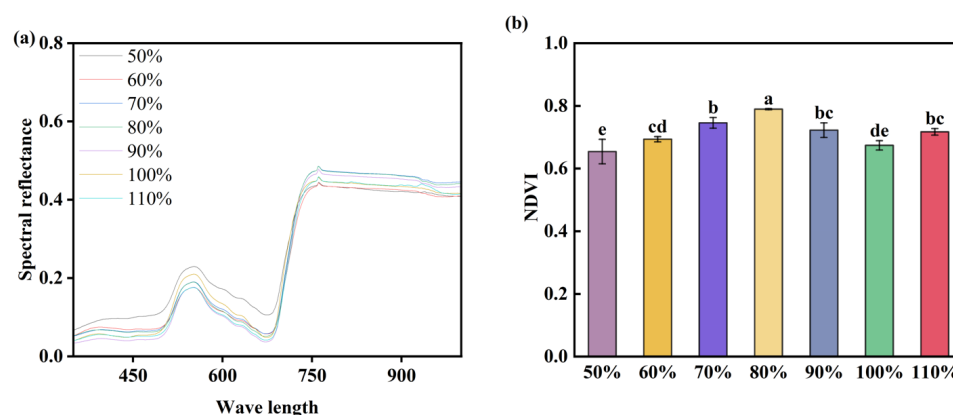 (a)
0.8
0.6
0.4
0.2
0.0
Spectral reflectance
50%
60%
70%
80%
90%
100%
110%
450 600 750 900
Wave length
(b)
1.0
0.8
0.6
0.4
0.2
0.0
NDVI
e cd b a bc de bc
50% 60% 70% 80% 90% 100% 110%